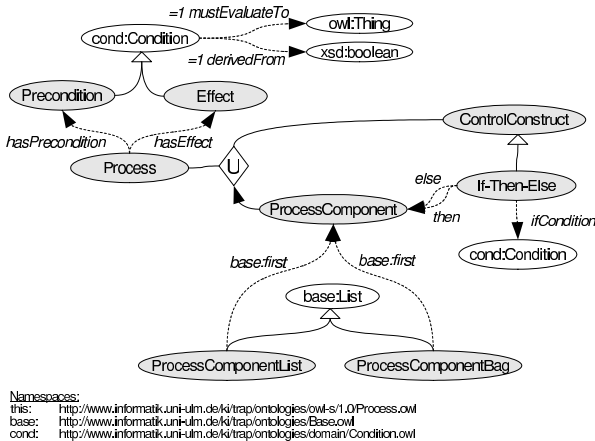 =1 mustEvaluateTo
owl:Thing
cond:Condition
xsd:boolean
=1 derivedFrom
Precondition
Effect
ControlConstruct
hasPrecondition
hasEffect
Process
U
else
If-Then-Else
ProcessComponent
then
ifCondition
base:first
base:first
cond:Condition
base:List
ProcessComponentList
ProcessComponentBag
Namespaces:
this: http://www.informatik.uni-ulm.de/ki/trap/ontologies/owl-s/1.0/Process.owl
base: http://www.informatik.uni-ulm.de/ki/trap/ontologies/Base.owl
cond: http://www.informatik.uni-ulm.de/ki/trap/ontologies/domain/Condition.owl